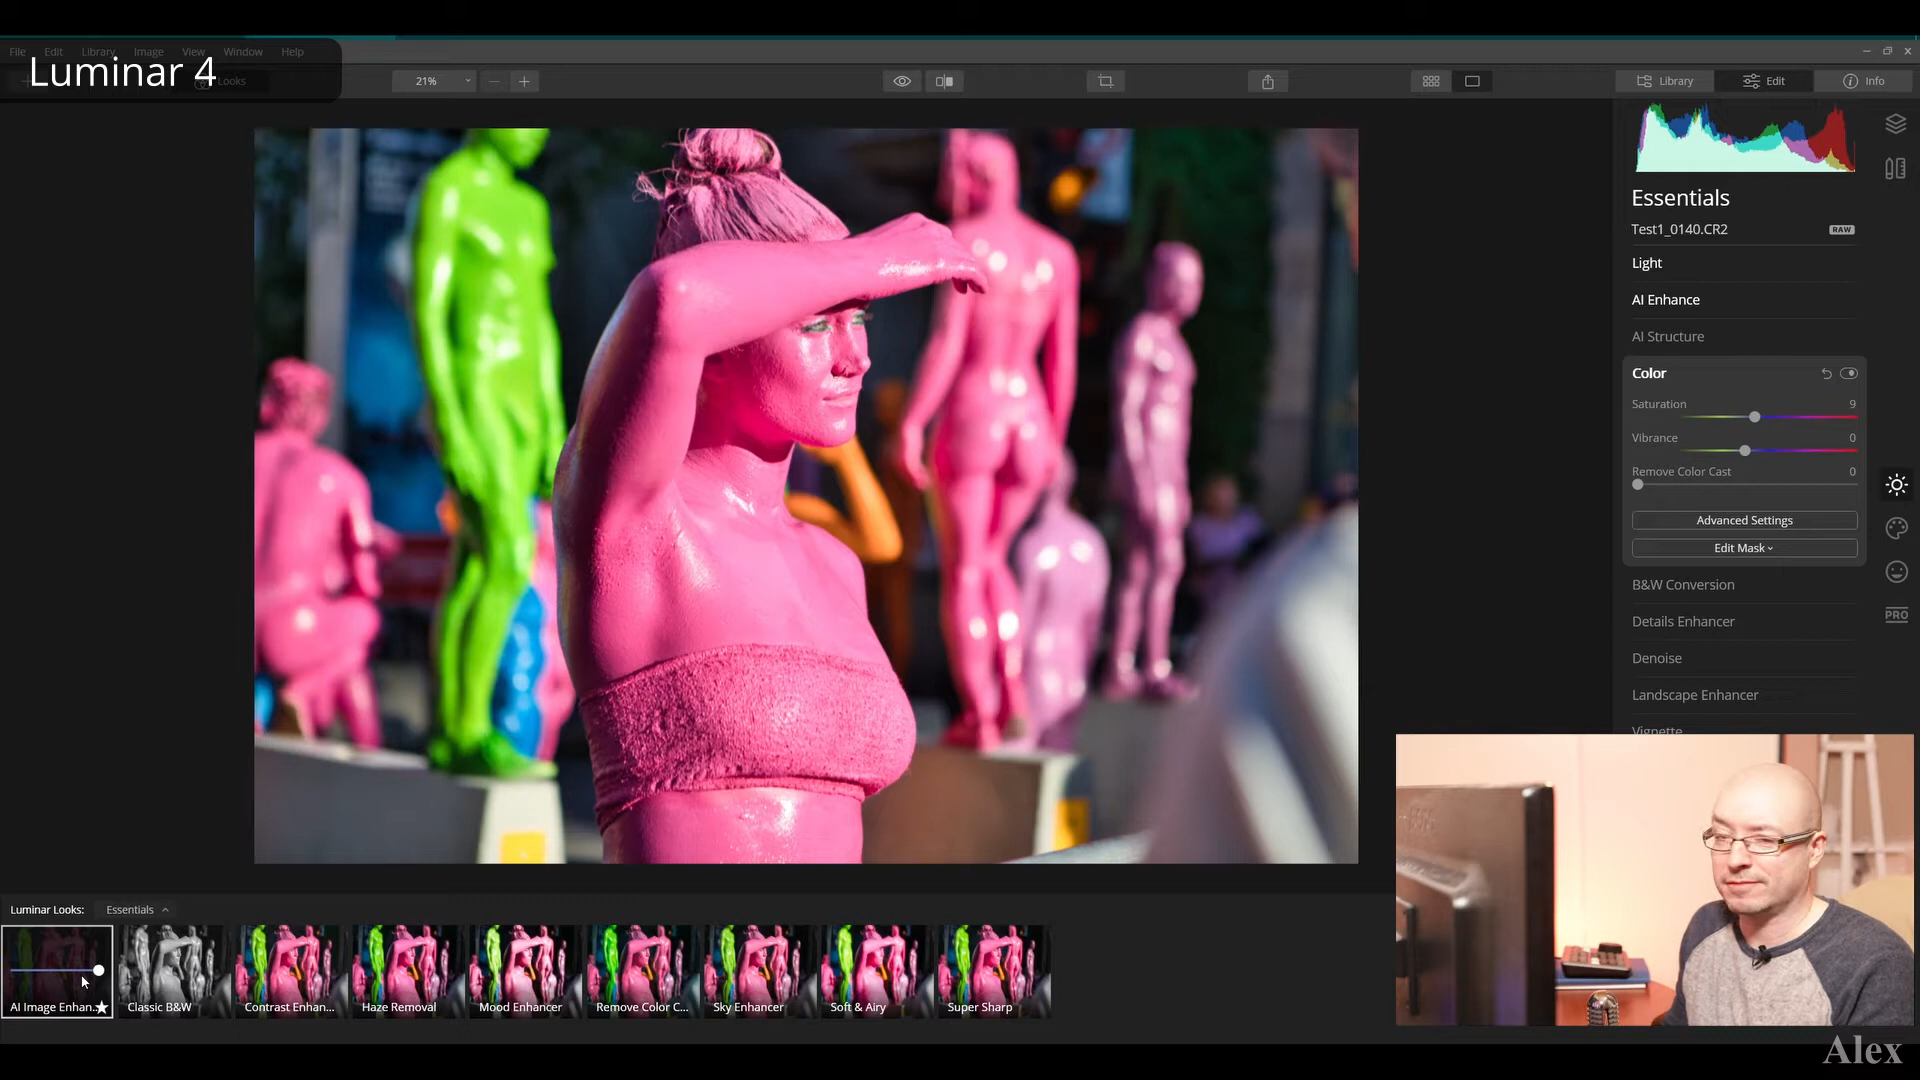 File Edit Library Image View Window Help
Luminar 4
Looks
21%
Library Edit Info
Essentials
Test1_0140.CR2 RAW
Light
AI Enhance
AI Structure
Color
Saturation 9
Vibrance 0
Remove Color Cast 0
Advanced Settings
Edit Mask
B&W Conversion
Details Enhancer
Denoise
Landscape Enhancer
Vignette
PRO
Luminar Looks: Essentials
AI Image Enhan... Classic B&W Contrast Enhan... Haze Removal Mood Enhancer Remove Color C... Sky Enhancer Soft & Airy Super Sharp
Alex